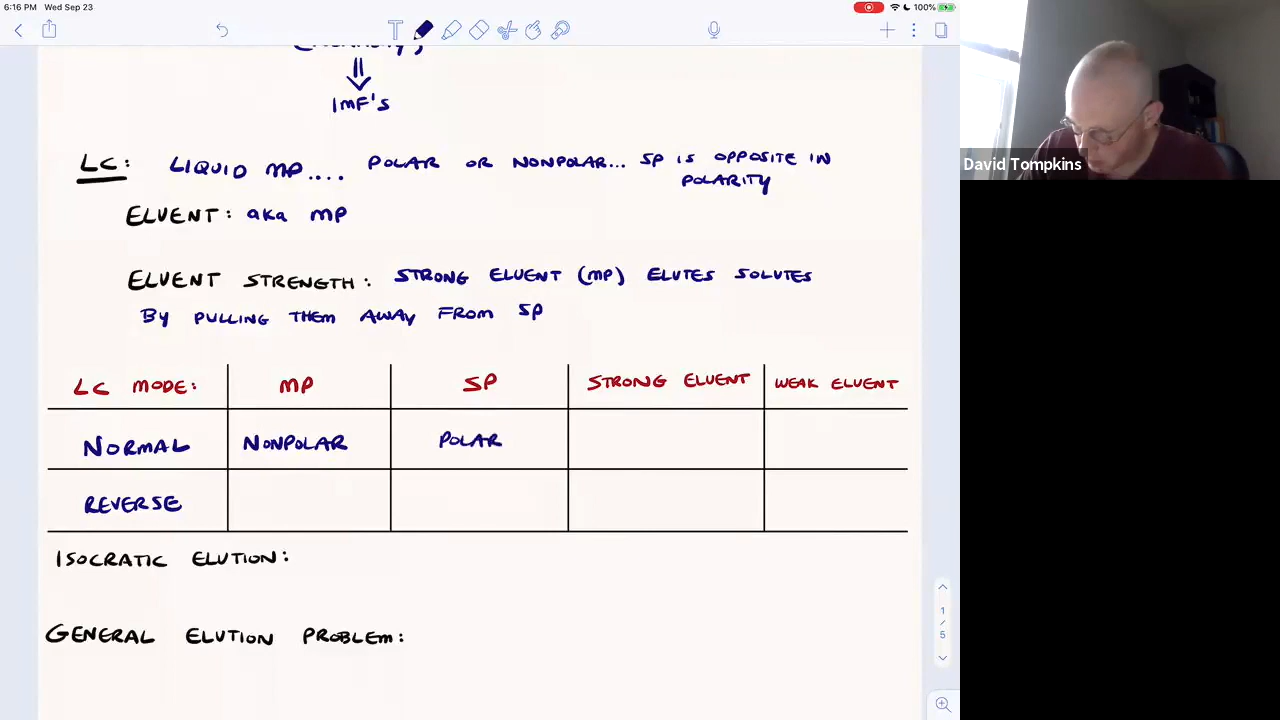 6:16 PM Wed Sep 23
100%
T
IMF'S
LC: LIQUID MP.... POLAR OR NONPOLAR... SP IS OPPOSITE IN
POLARITY
ELUENT: aka MP
ELUENT STRENGTH: STRONG ELUENT (MP) ELUTES SOLUTES
BY PULLING THEM AWAY FROM SP
LC MODE: MP SP STRONG ELUENT WEAK ELUENT
NORMAL NONPOLAR POLAR
REVERSE
ISOCRATIC ELUTION:
GENERAL ELUTION PROBLEM:
1
/
5
David Tompkins